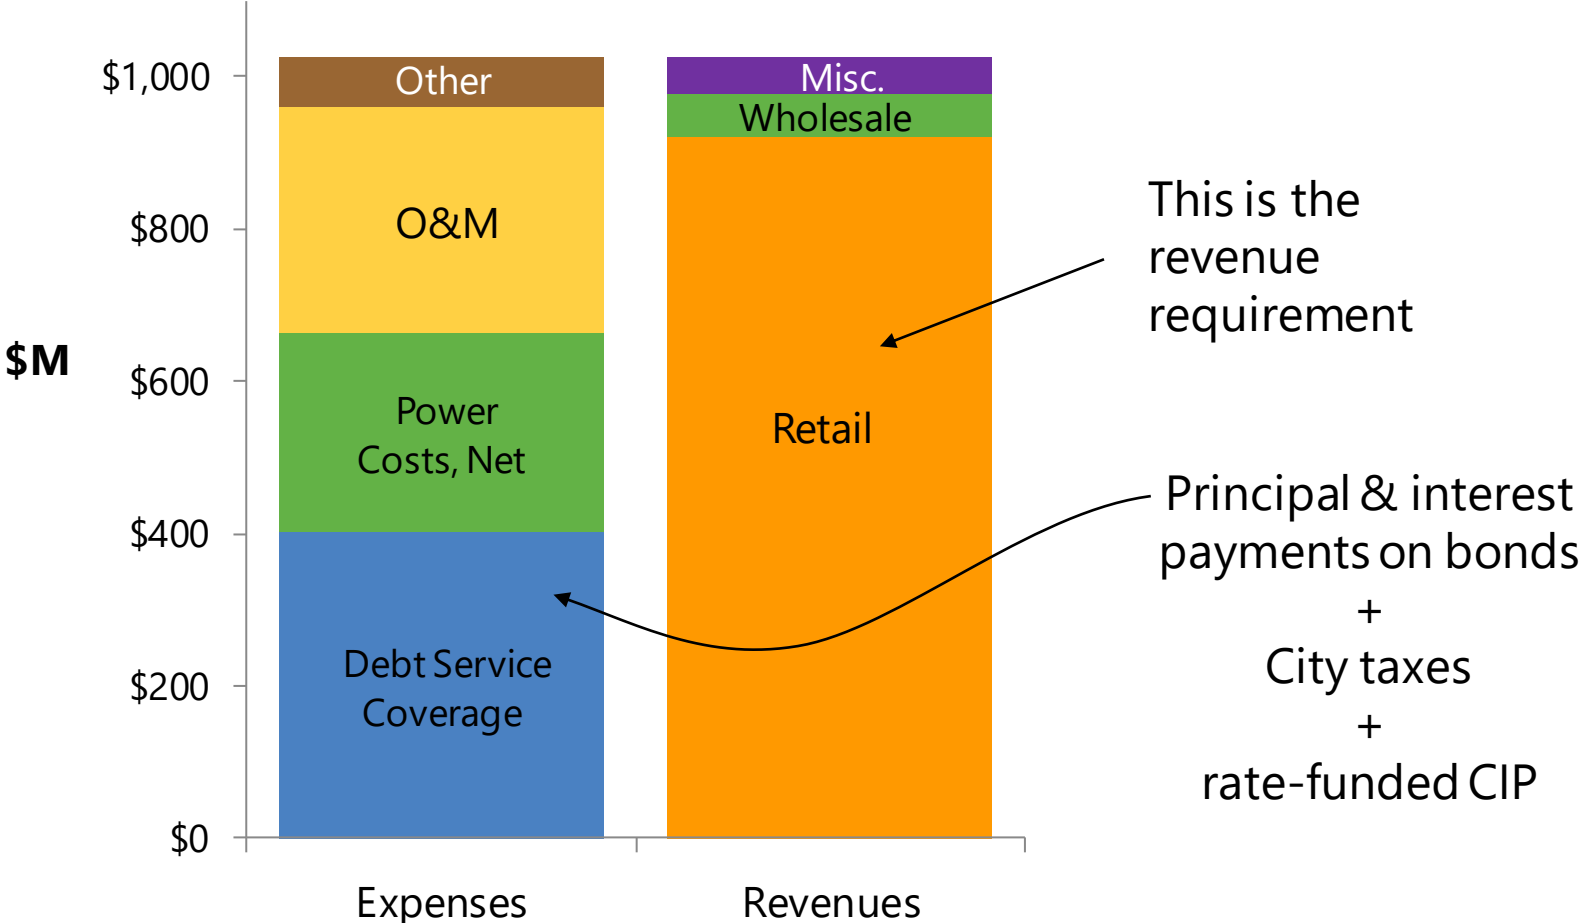 $M
$1,000
$800
$600
$400
$200
$0
Other
O&M
Power
Costs, Net
Debt Service
Coverage
Misc.
Wholesale
Retail
Expenses
Revenues
This is the
revenue
requirement
Principal & interest
payments on bonds
+
City taxes
+
rate-funded CIP